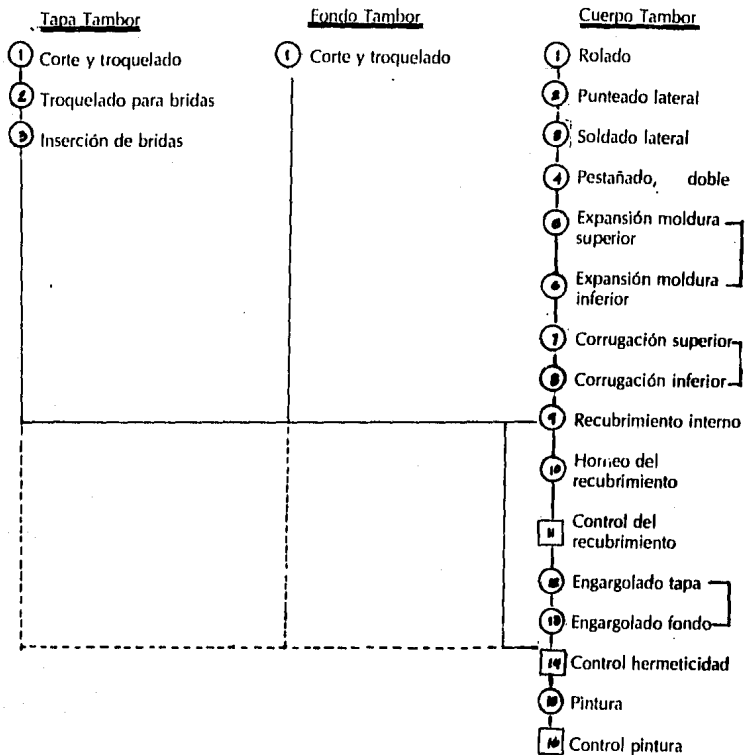 Tapa Tambor
1 Corte y troquelado
2 Troquelado para bridas
3 Inserción de bridas
Fondo Tambor
1 Corte y troquelado
Cuerpo Tambor
1 Rolado
2 Punteado lateral
3 Soldado lateral
4 Pestañado, doble
5 Expansión moldura
superior
6 Expansión moldura
inferior
7 Corrugación superior
8 Corrugación inferior
9 Recubrimiento interno
10 Horneo del
recubrimiento
11 Control del
recubrimiento
12 Engargolado tapa
13 Engargolado fondo
14 Control hermeticidad
15 Pintura
16 Control pintura